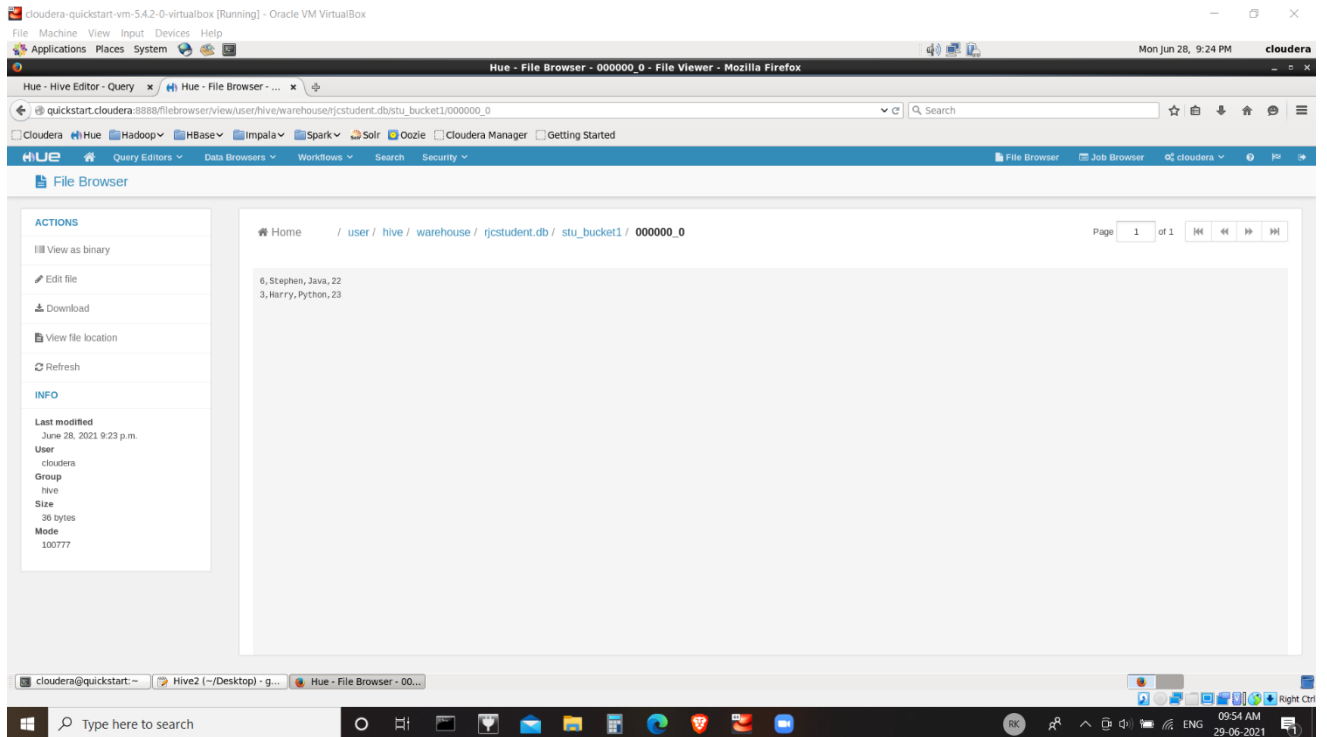 cloudera-quickstart-vm-5.4.2-0-virtualbox [Running] - Oracle VM VirtualBox
File Machine View Input Devices Help
Applications Places System Mon Jun 28, 9:24 PM cloudera
Hue - File Browser - 000000_0 - File Viewer - Mozilla Firefox
Hue - Hive Editor - Query Hue - File Browser - ...
quickstart.cloudera:8888/filebrowser/view/user/hive/warehouse/rjcstudent.db/stu_bucket1/000000_0 Search
Cloudera Hue Hadoop HBase Impala Spark Solr Oozie Cloudera Manager Getting Started
HUE Query Editors Data Browsers Workflows Search Security File Browser Job Browser cloudera
File Browser
ACTIONS
View as binary
Edit file
Download
View file location
Refresh
INFO
Last modified
June 28, 2021 9:23 p.m.
User
cloudera
Group
hive
Size
36 bytes
Mode
100777
Home / user / hive / warehouse / rjcstudent.db / stu_bucket1 / 000000_0 Page 1 of 1
6,Stephen,Java,22
3,Harry,Python,23
cloudera@quickstart:~ Hive2 (~/Desktop) - g... Hue - File Browser - 00...
Right Ctrl
Type here to search RK ENG 09:54 AM
29-06-2021